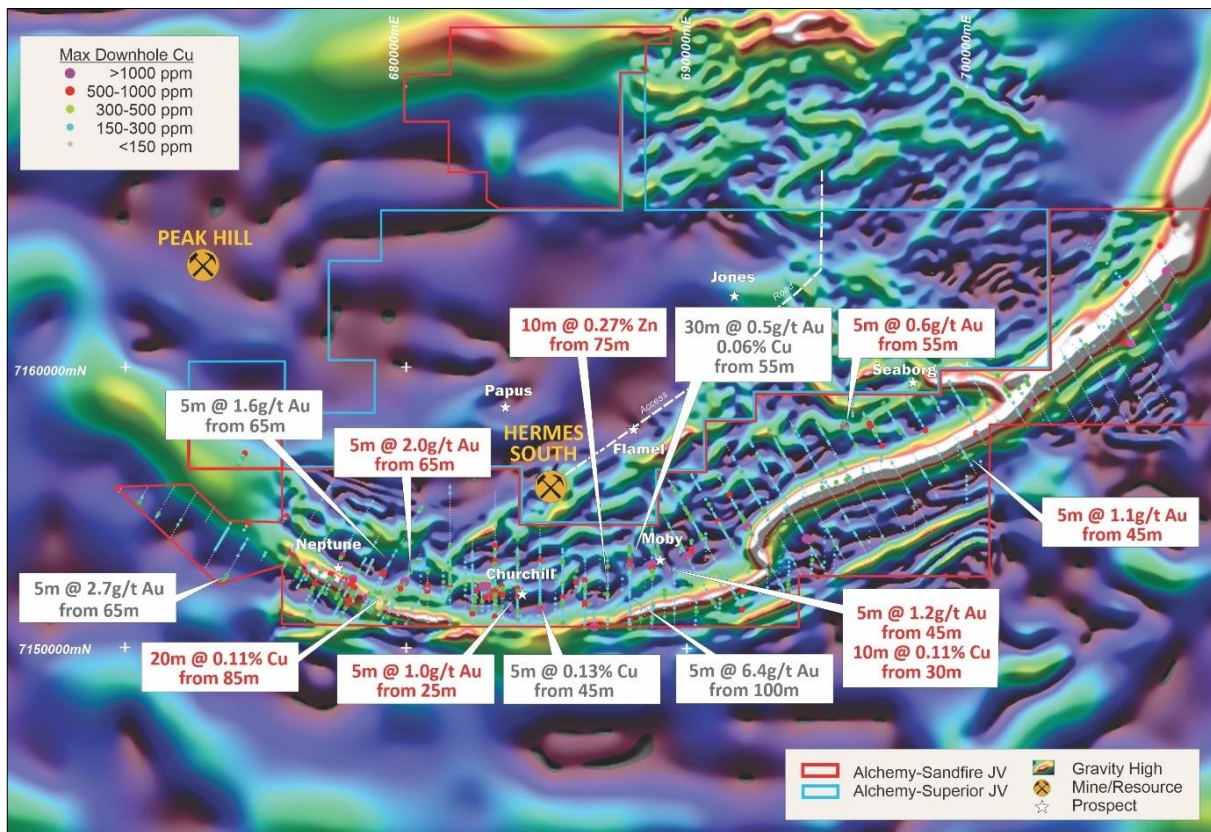 Max Downhole Cu
>1000 ppm
500-1000 ppm
300-500 ppm
150-300 ppm
<150 ppm
680000mE
690000mE
700000mE
PEAK HILL
Jones
Road
10m @ 0.27% Zn
from 75m
30m @ 0.5g/t Au
0.06% Cu
from 55m
5m @ 0.6g/t Au
from 55m
7160000mN
Seaborg
Papus
Access
5m @ 1.6g/t Au
from 65m
5m @ 2.0g/t Au
from 65m
HERMES
SOUTH
Flamel
5m @ 1.1g/t Au
from 45m
Neptune
Moby
Churchill
5m @ 2.7g/t Au
from 65m
7150000mN
20m @ 0.11% Cu
from 85m
5m @ 1.0g/t Au
from 25m
5m @ 0.13% Cu
from 45m
5m @ 6.4g/t Au
from 100m
5m @ 1.2g/t Au
from 45m
10m @ 0.11% Cu
from 30m
Alchemy-Sandfire JV
Alchemy-Superior JV
Gravity High
Mine/Resource
Prospect